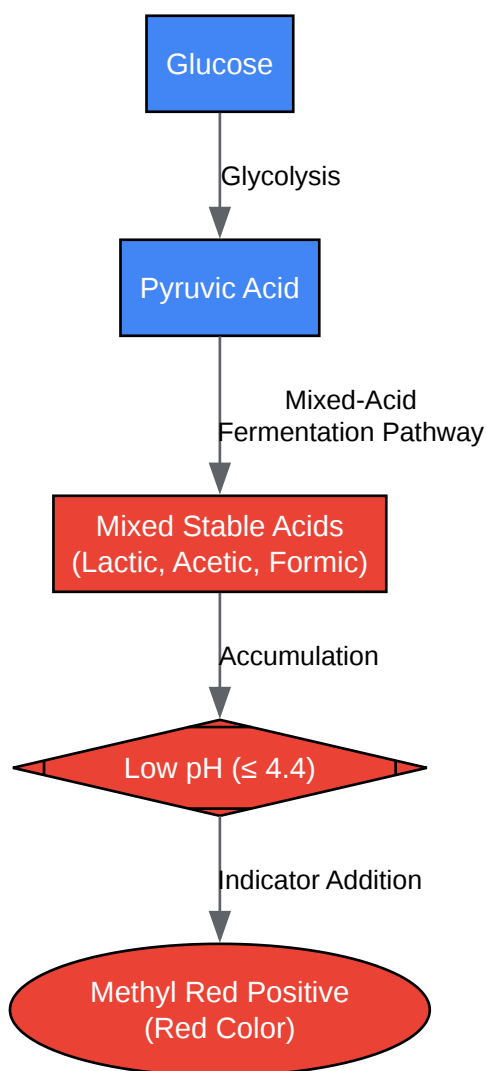 Glucose
Glycolysis
Pyruvic Acid
Mixed-Acid
Fermentation Pathway
Mixed Stable Acids
(Lactic, Acetic, Formic)
Accumulation
Low pH (≤ 4.4)
Indicator Addition
Methyl Red Positive
(Red Color)